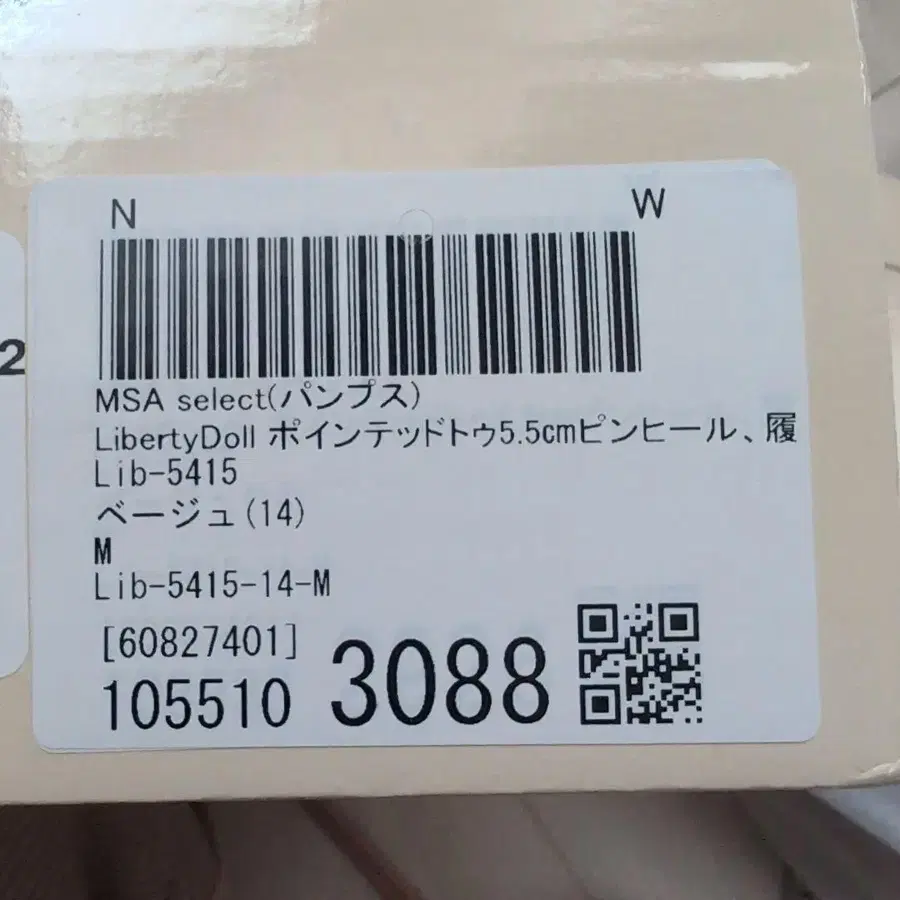 N W
2
MSA select(パンプス)
LibertyDoll ポインテッドトゥ5.5cmピンヒール、履
Lib-5415
ベージュ(14)
M
Lib-5415-14-M
[60827401]
105510 3088